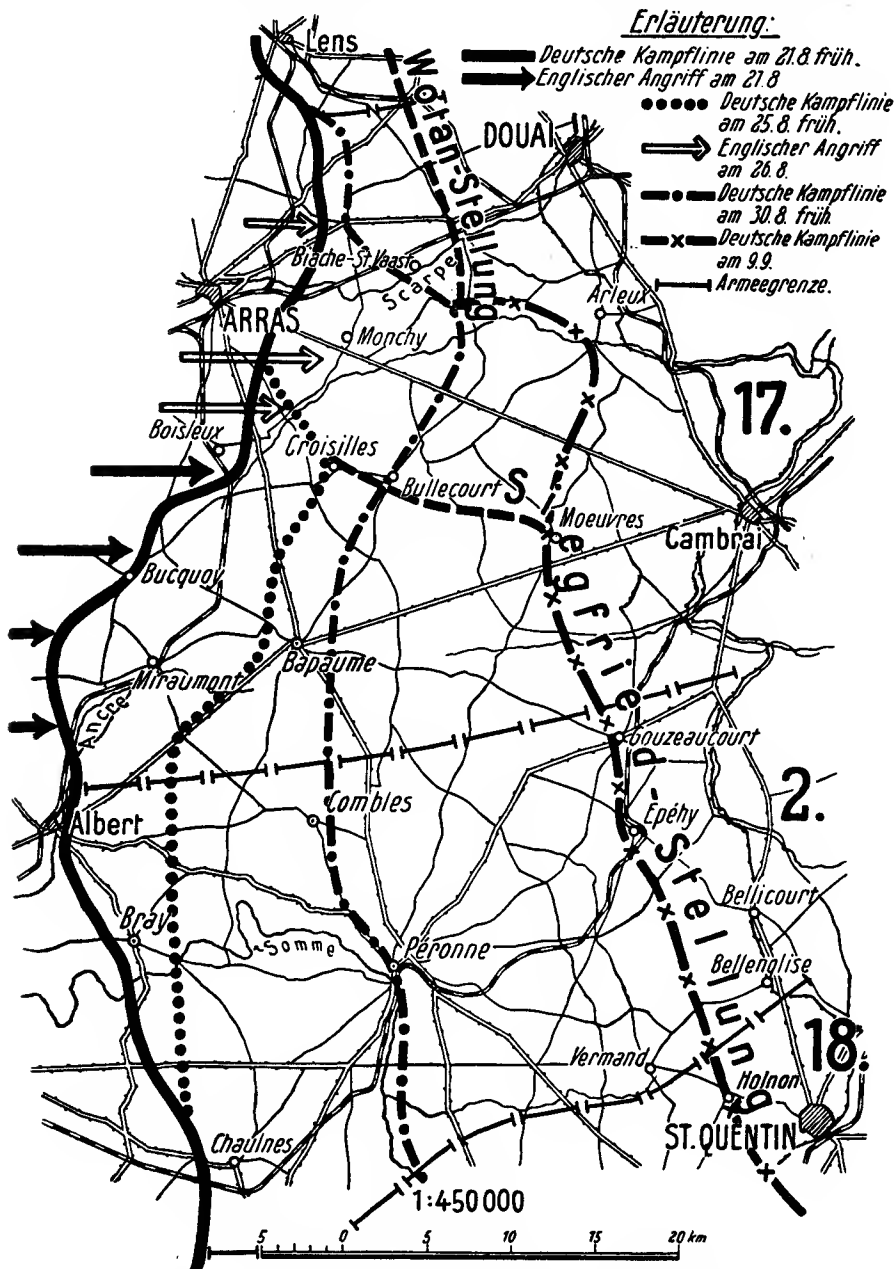 Erläuterung:
Deutsche Kampflinie am 21.8. früh.
Englischer Angriff am 21.8
Deutsche Kampflinie
am 25.8. früh.
Englischer Angriff
am 26.8.
Deutsche Kampflinie
am 30.8. früh
Deutsche Kampflinie
am 9.9.
Armeegrenze.
Lens
Wotan-Stellung
DOUAI
Biache-St. Vaast
Scarpe
Arleux
ARRAS
Monchy
17.
Boisleux
Croisilles
Bullecourt
Siegfried-Stellung
Moeuvres
Cambrai
Bucquoy
Bapaume
Miraumont
Ancre
Gouzeaucourt
2.
Combles
Albert
Epéhy
Bellicourt
Bray
Somme
Péronne
Bellenglise
18.
Vermand
Holnon
ST. QUENTIN
Chaulnes
1:450000
5 0 5 10 15 20 km